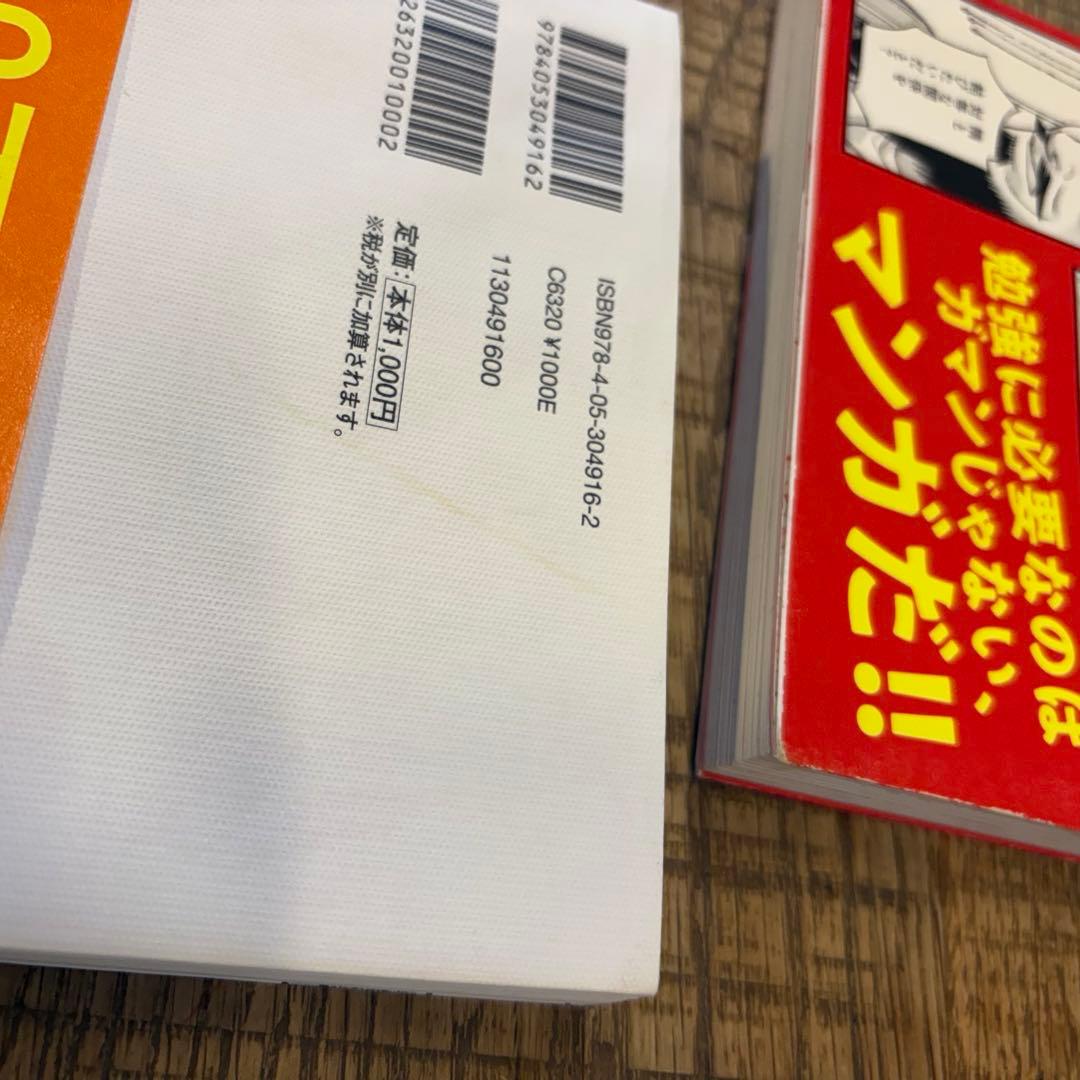 9784053049162
26320010002
ISBN978-4-05-304916-2
C6320 ¥1000E
1130491600
定価：本体1,000円
※税が別に加算されます。
勉強に必要なのは
ガマンじゃない、
マンガだ!!